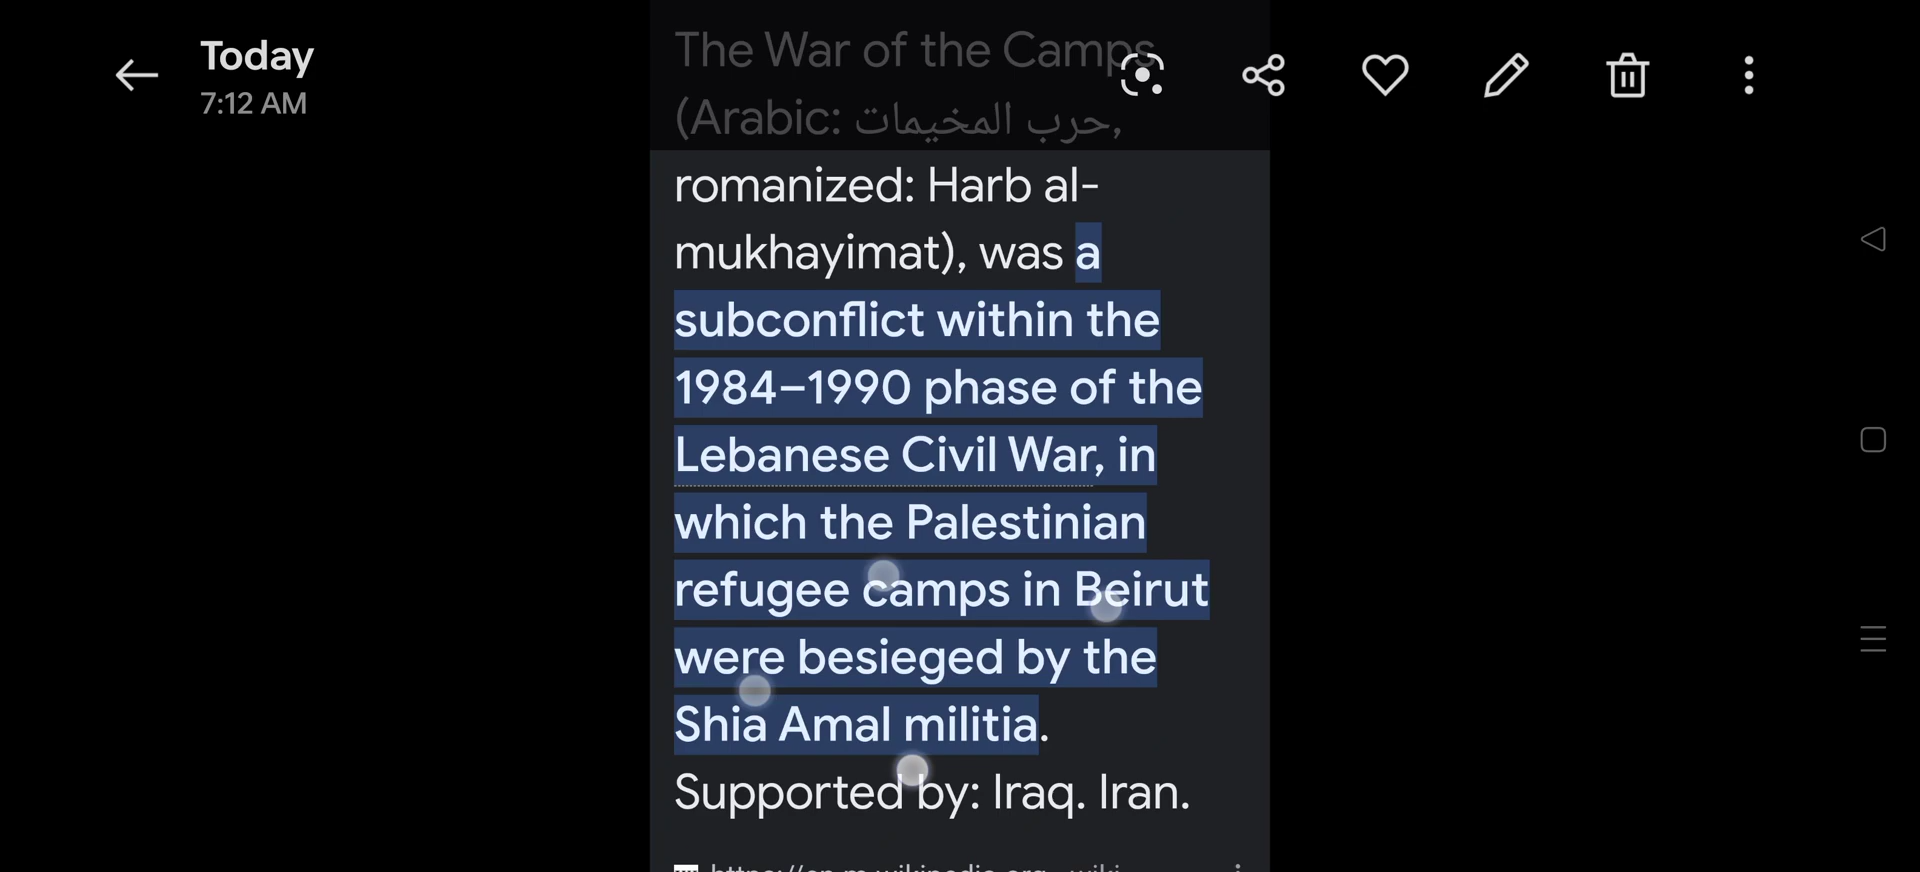 Today
7:12 AM
The War of the Camps
(Arabic: حرب المخيمات,
romanized: Harb al-
mukhayimat), was a
subconflict within the
1984–1990 phase of the
Lebanese Civil War, in
which the Palestinian
refugee camps in Beirut
were besieged by the
Shia Amal militia.
Supported by: Iraq. Iran.